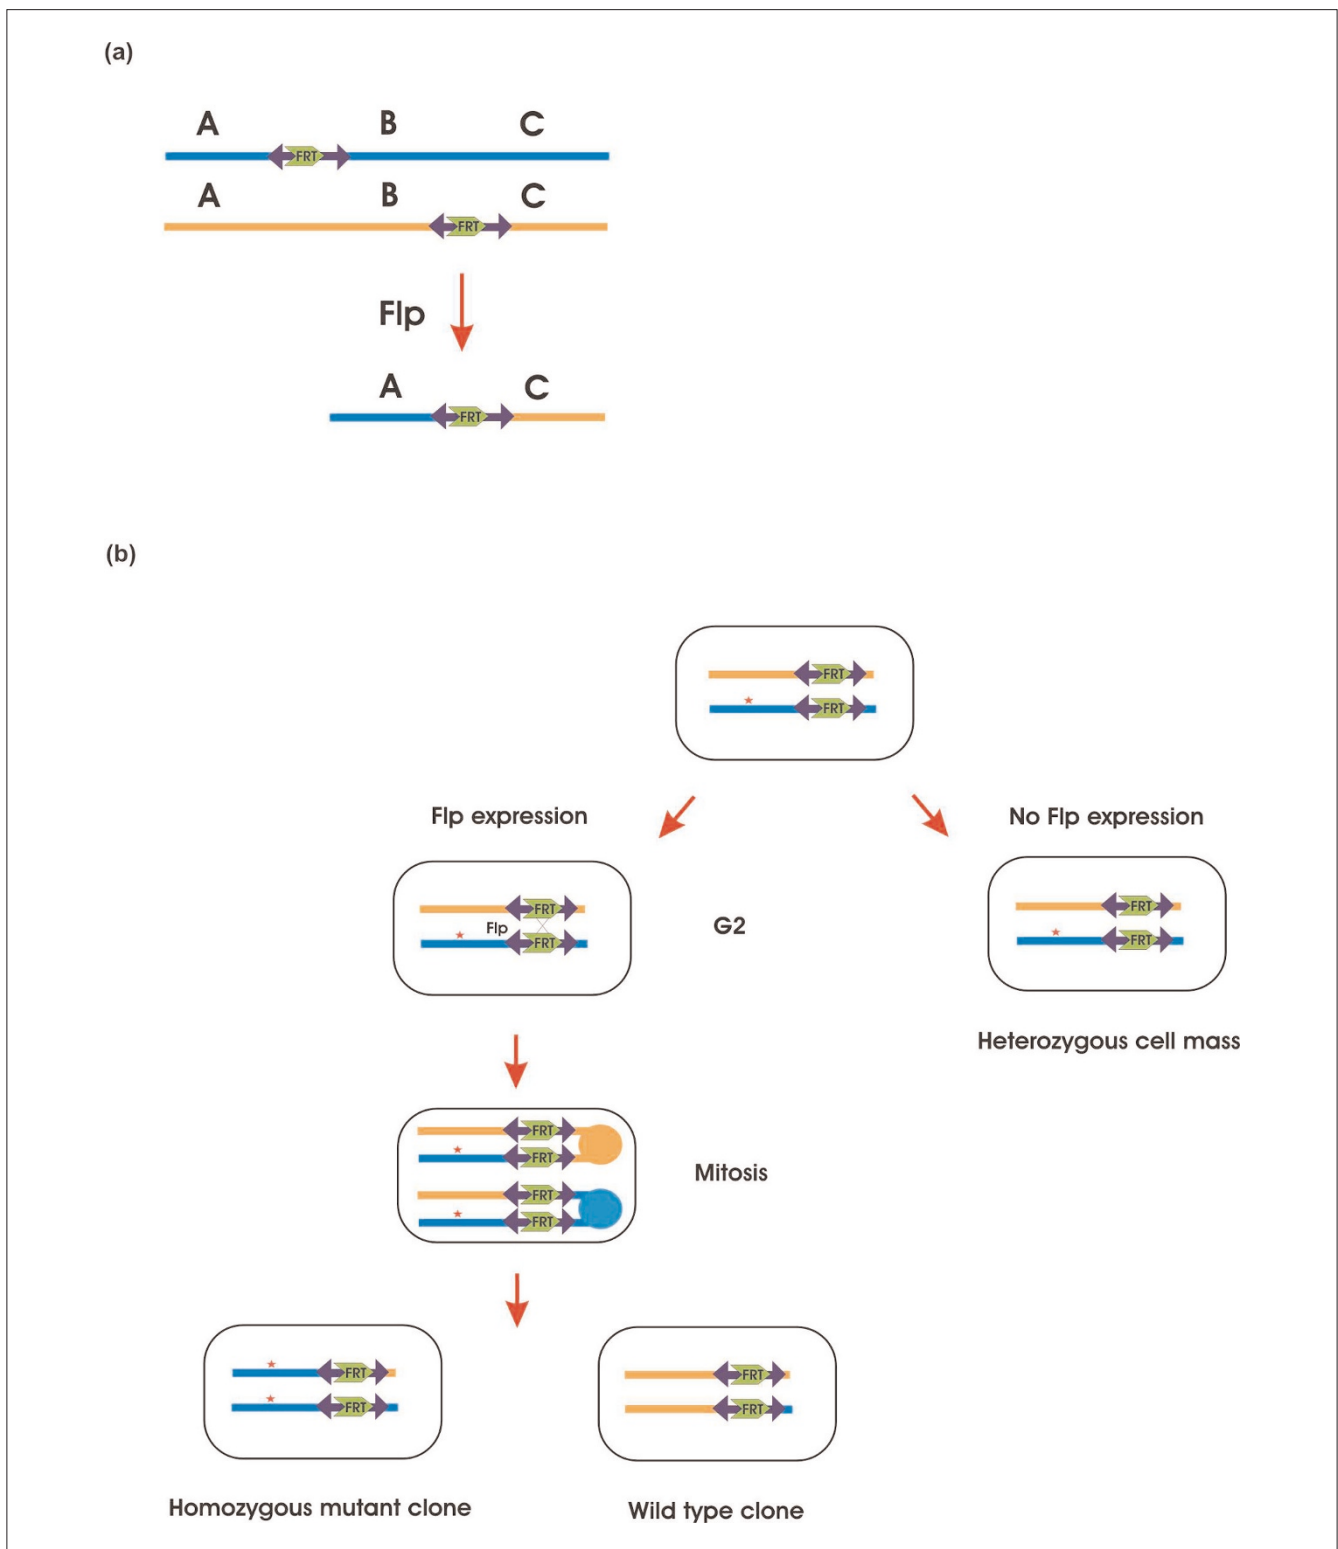 (a)
A B C
FRT
A B C
FRT
Flp
A C
FRT
(b)
FRT
FRT
Flp expression
No Flp expression
FRT
Flp
FRT
G2
FRT
FRT
Heterozygous cell mass
FRT
FRT
FRT
FRT
Mitosis
FRT
FRT
FRT
FRT
Homozygous mutant clone
Wild type clone